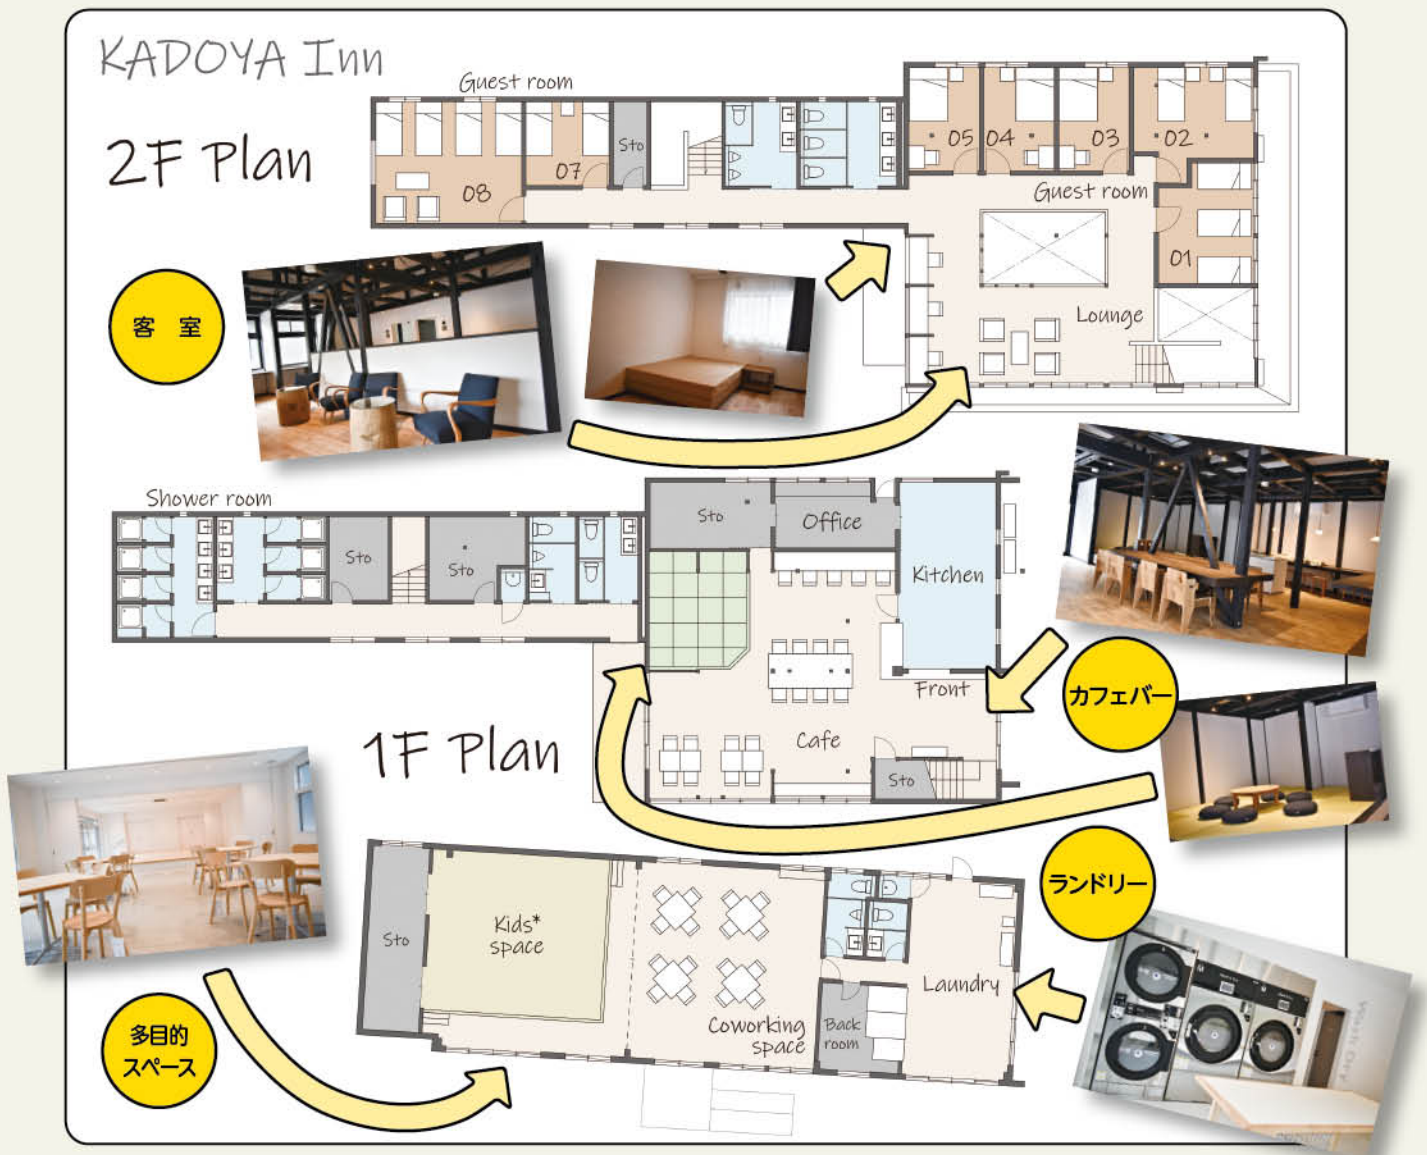 KADOYA Inn
2F Plan
Guest room
08
07
Sto
05
04
03
02
Guest room
01
Lounge
客 室
Shower room
Sto
Sto
Sto
Office
Kitchen
Front
Cafe
Sto
カフェバー
1F Plan
Sto
Kids*
space
Coworking
space
Back
room
Laundry
ランドリー
多目的
スペース